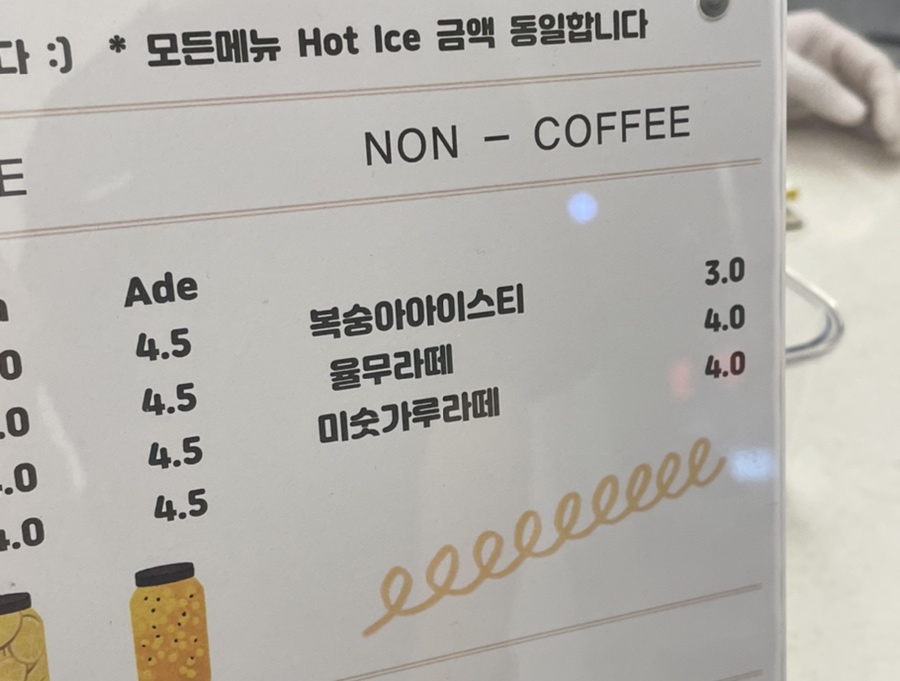 다 :) * 모든메뉴 Hot Ice 금액 동일합니다
NON - COFFEE
Ade
4.5
4.5
4.5
4.5
복숭아아이스티 3.0
율무라떼 4.0
미숫가루라떼 4.0